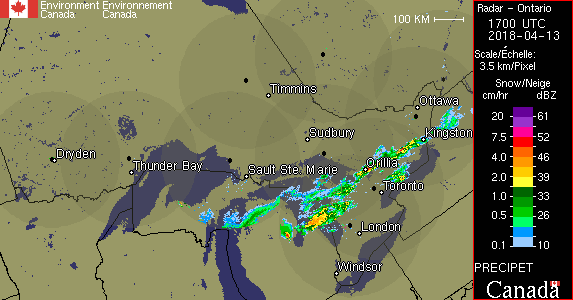 Environment Environnement
Canada Canada
100 KM
Radar - Ontario
1700 UTC
2018-04-13
Scale/Échelle:
3.5 km/Pixel
Snow/Neige
cm/hr dBZ
20 61
7.5 52
4.0 46
2.0 39
1.0 33
0.5 26
0.1 10
PRECIPET
Canada
Timmins
Ottawa
Sudbury
Kingston
Dryden
Thunder Bay
Sault Ste. Marie
Orillia
Toronto
London
Windsor